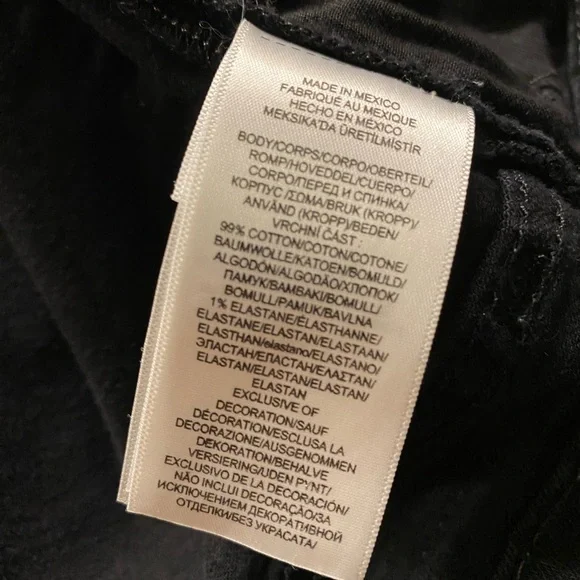 MADE IN MEXICO
FABRIQUÉ AU MEXIQUE
HECHO EN MÉXICO
MEKSİKA'DA ÜRETİLMİŞTİR
BODY/CORPS/CORPO/OBERTEIL/
ROMP/HOVEDDEL/CUERPO/
CORPO/ПЕРЕД И СПИНКА/
КОРПУС /ΣΩΜΑ/BRUK (KROPP)/
ANVÄND (KROPP)/BEDEN/
VRCHNÍ ČÁST :
99% COTTON/COTON/COTONE/
BAUMWOLLE/KATOEN/BOMULD/
ALGODÓN/ALGODÃO/ХЛОПОК/
ПАМУК/ΒΑΜΒΑΚΙ/BOMULL/
BOMULL/PAMUK/BAVLNA
1% ELASTANE/ÉLASTHANNE/
ELASTANE/ELASTAN/ELASTAAN/
ELASTHAN/elastano/ELASTANO/
ЭЛАСТАН/ЕЛАСТАН/ΕΛΑΣΤΑΝ/
ELASTAN/ELASTAN/ELASTAN/
ELASTAN
EXCLUSIVE OF
DECORATION/SAUF
DÉCORATION/ESCLUSA LA
DECORAZIONE/AUSGENOMMEN
DEKORATION/BEHALVE
VERSIERING/UDEN PYNT/
EXCLUSIVO DE LA DECORACIÓN/
NÃO INCLUI DECORAÇÃO/ЗА
ИСКЛЮЧЕНИЕМ ДЕКОРАТИВНОЙ
ОТДЕЛКИ/БЕЗ УКРАСАТА/